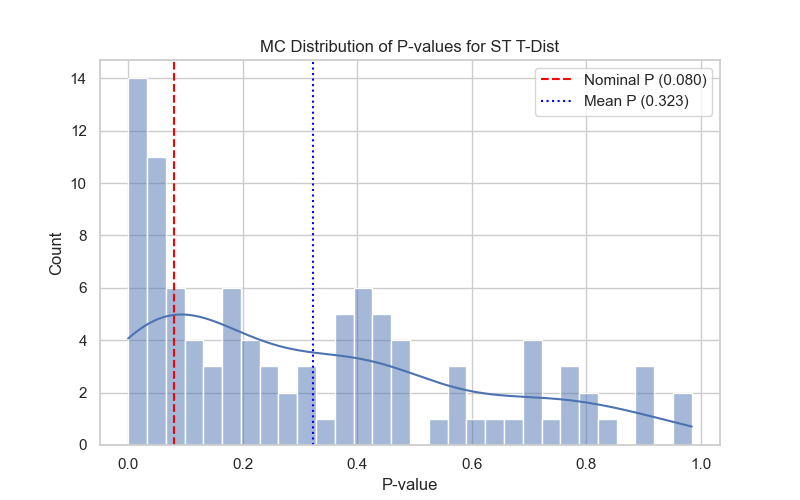 MC Distribution of P-values for ST T-Dist
Nominal P (0.080)
Mean P (0.323)
14
12
10
8
6
4
2
0
Count
0.0 0.2 0.4 0.6 0.8 1.0
P-value